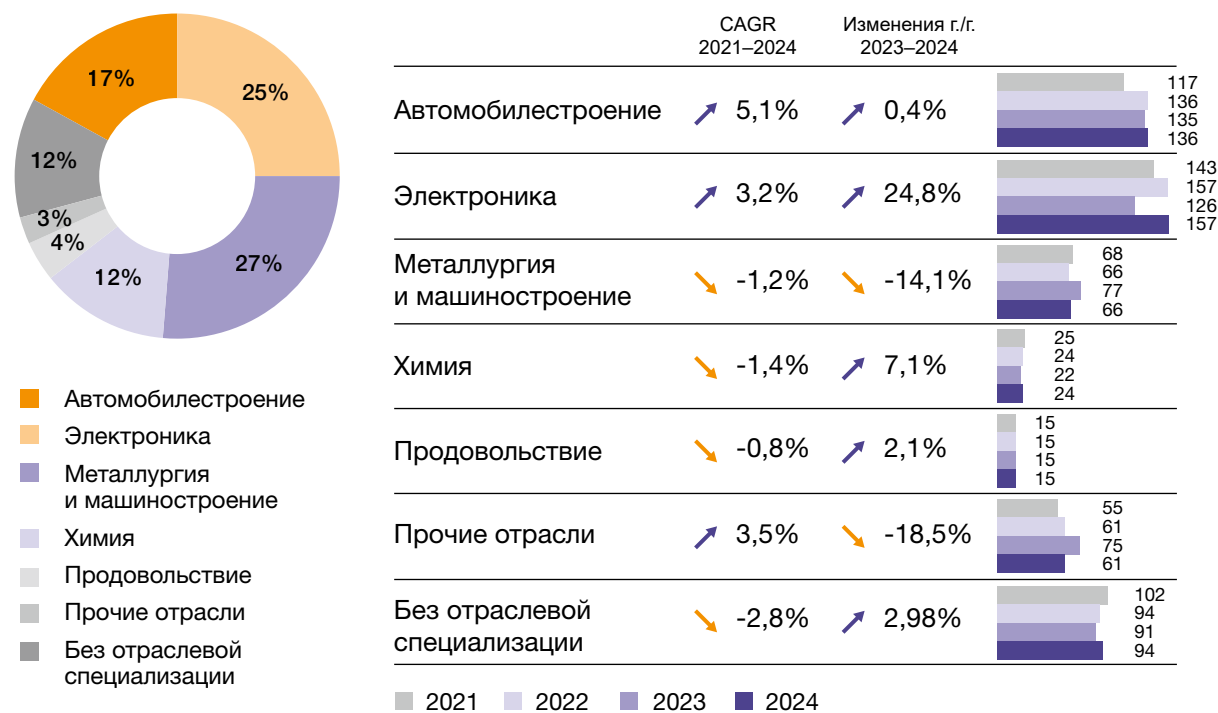 17%
25%
12%
3%
4%
12%
27%
Автомобилестроение
Электроника
Металлургия
и машиностроение
Химия
Продовольствие
Прочие отрасли
Без отраслевой
специализации
CAGR
2021–2024
Изменения г./г.
2023–2024
Автомобилестроение 5,1% 0,4%
117
136
135
136
Электроника 3,2% 24,8%
143
157
126
157
Металлургия
и машиностроение
-1,2% -14,1%
68
66
77
66
Химия -1,4% 7,1%
25
24
22
24
Продовольствие -0,8% 2,1%
15
15
15
15
Прочие отрасли 3,5% -18,5%
55
61
75
61
Без отраслевой
специализации
-2,8% 2,98%
102
94
91
94
2021 2022 2023 2024